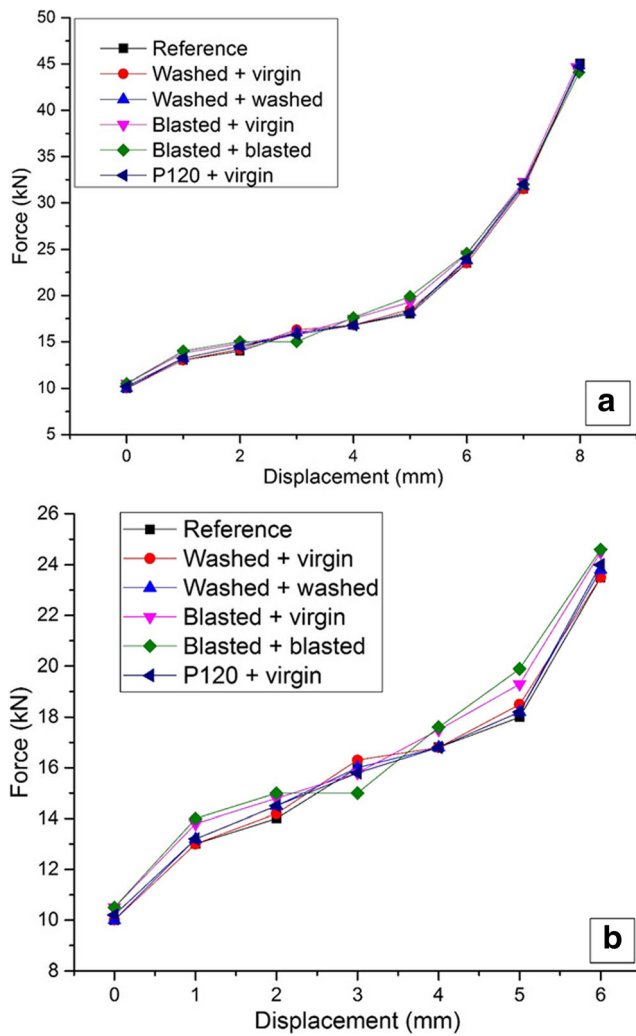 50
45
40
35
30
25
20
15
10
5
Force (kN)
Reference
Washed + virgin
Washed + washed
Blasted + virgin
Blasted + blasted
P120 + virgin
a
0 2 4 6 8
Displacement (mm)
26
24
22
20
18
16
14
12
10
8
Force (kN)
Reference
Washed + virgin
Washed + washed
Blasted + virgin
Blasted + blasted
P120 + virgin
b
0 1 2 3 4 5 6
Displacement (mm)